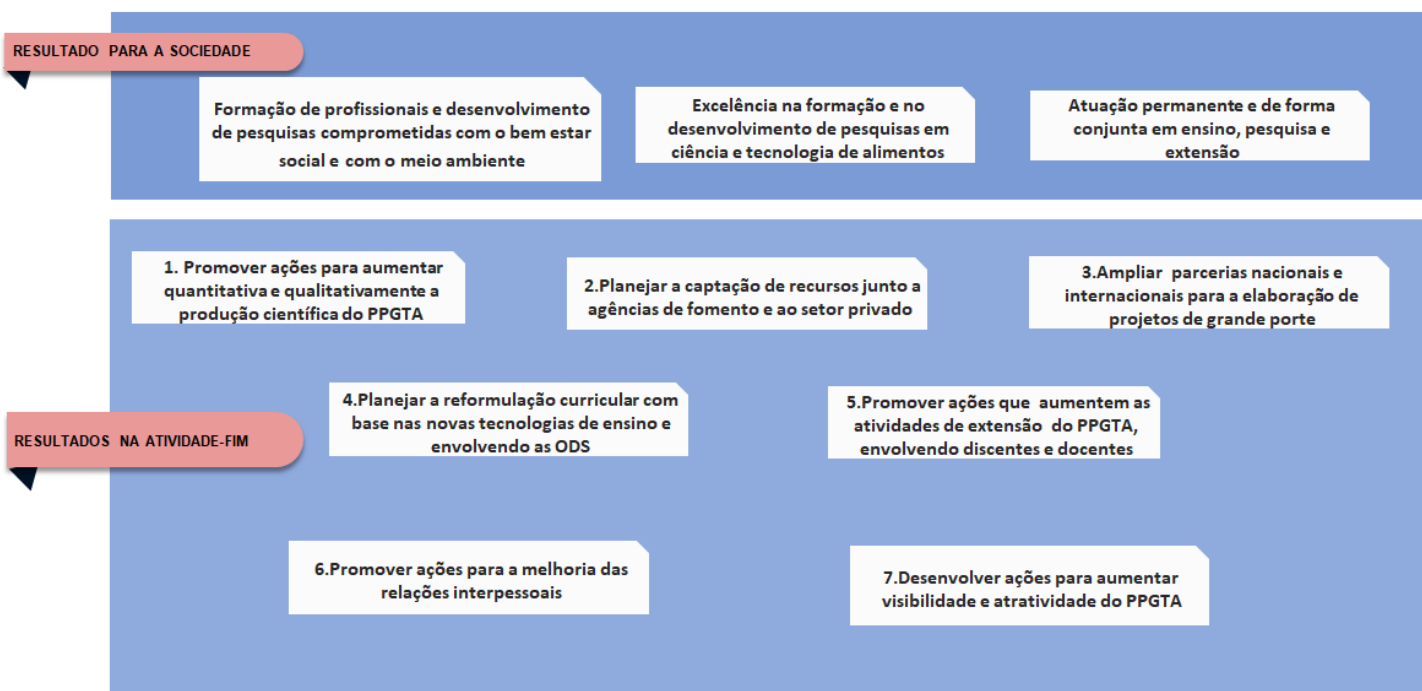 RESULTADO PARA A SOCIEDADE
Formação de profissionais e desenvolvimento
de pesquisas comprometidas com o bem estar
social e com o meio ambiente
Excelência na formação e no
desenvolvimento de pesquisas em
ciência e tecnologia de alimentos
Atuação permanente e de forma
conjunta em ensino, pesquisa e
extensão
1. Promover ações para aumentar
quantitativa e qualitativamente a
produção científica do PPGTA
2.Planejar a captação de recursos junto a
agências de fomento e ao setor privado
3.Ampliar parcerias nacionais e
internacionais para a elaboração de
projetos de grande porte
RESULTADOS NA ATIVIDADE-FIM
4.Planejar a reformulação curricular com
base nas novas tecnologias de ensino e
envolvendo as ODS
5.Promover ações que aumentem as
atividades de extensão do PPGTA,
envolvendo discentes e docentes
6.Promover ações para a melhoria das
relações interpessoais
7.Desenvolver ações para aumentar
visibilidade e atratividade do PPGTA